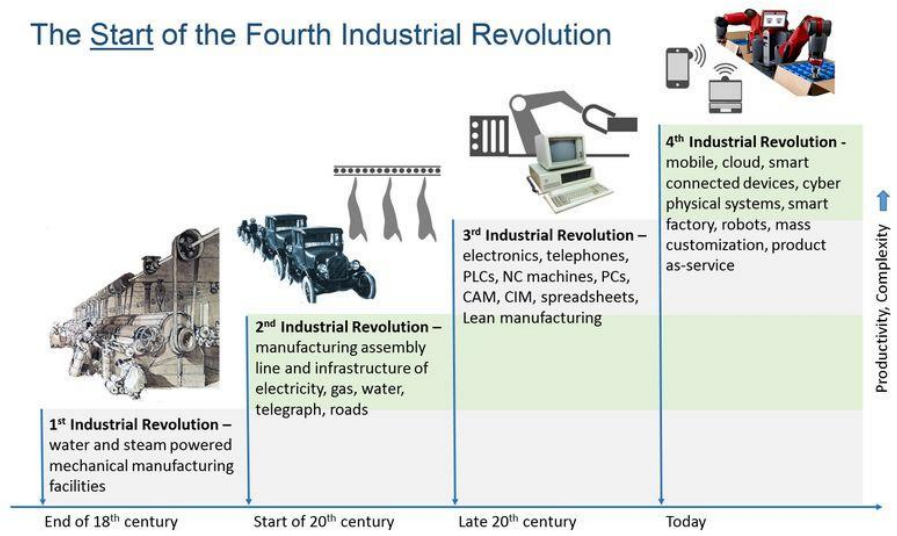 The Start of the Fourth Industrial Revolution
4th Industrial Revolution -
mobile, cloud, smart
connected devices, cyber
physical systems, smart
factory, robots, mass
customization, product
as-service
3rd Industrial Revolution –
electronics, telephones,
PLCs, NC machines, PCs,
CAM, CIM, spreadsheets,
Lean manufacturing
2nd Industrial Revolution –
manufacturing assembly
line and infrastructure of
electricity, gas, water,
telegraph, roads
1st Industrial Revolution –
water and steam powered
mechanical manufacturing
facilities
Productivity, Complexity
End of 18th century
Start of 20th century
Late 20th century
Today